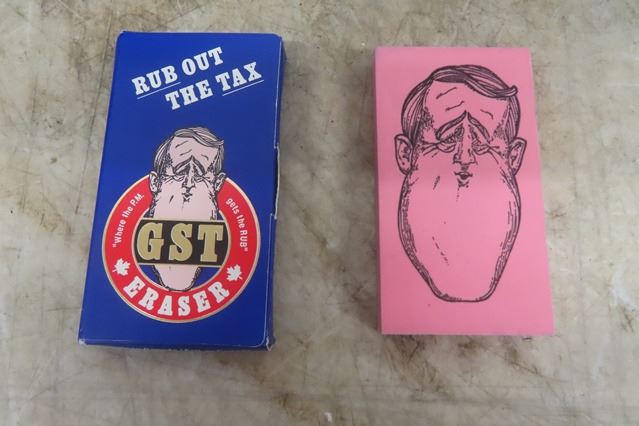 RUB OUT
THE TAX
"Where the P.M.
gets the RUB"
GST
ERASER